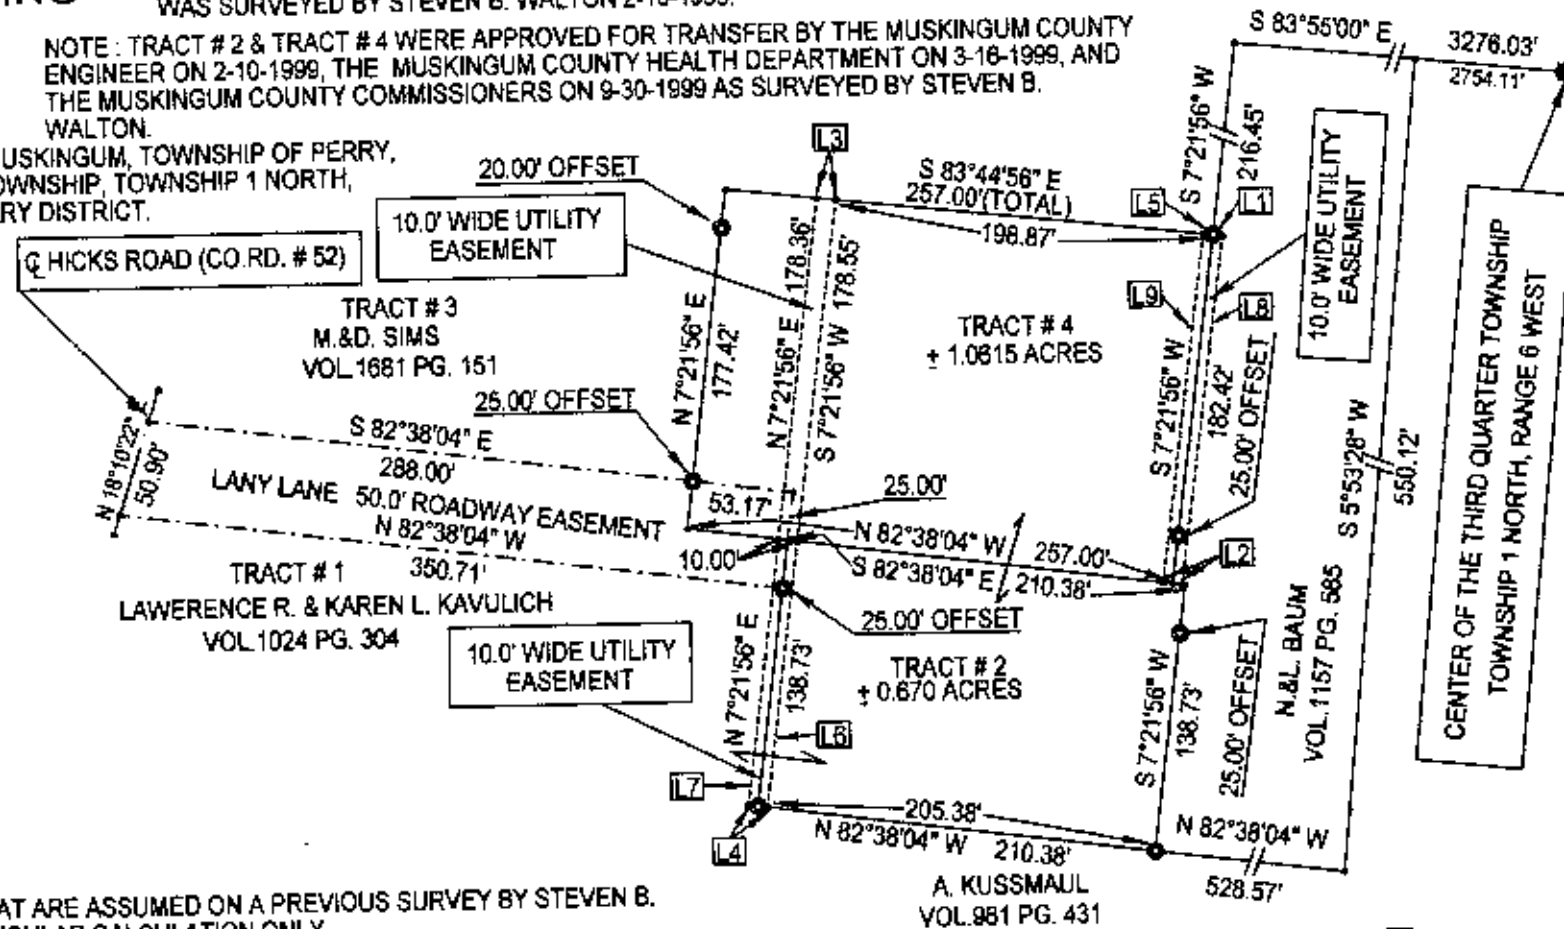 WAS SURVEYED BY STEVEN B. WALTON
NOTE : TRACT # 2 & TRACT # 4 WERE APPROVED FOR TRANSFER BY THE MUSKINGUM COUNTY
ENGINEER ON 2-10-1999, THE MUSKINGUM COUNTY HEALTH DEPARTMENT ON 3-16-1999, AND
THE MUSKINGUM COUNTY COMMISSIONERS ON 9-30-1999 AS SURVEYED BY STEVEN B.
WALTON.
USKINGUM, TOWNSHIP OF PERRY,
OWNSHIP, TOWNSHIP 1 NORTH,
RY DISTRICT.
S 83°55'00" E
3276.03'
2754.11'
S 7°21'56" W
216.45'
L3
20.00' OFFSET
S 83°44'56" E
257.00'(TOTAL)
198.87'
L5
L1
10.0' WIDE UTILITY
EASEMENT
10.0' WIDE UTILITY
EASEMENT
℄ HICKS ROAD (CO.RD. # 52)
TRACT # 3
M.&D. SIMS
VOL.1681 PG. 151
N 7°21'56" E
177.42'
N 7°21'56" E
178.36'
S 7°21'56" W
178.55'
TRACT # 4
± 1.0615 ACRES
L9
L8
S 7°21'56" W
182.42'
25.00' OFFSET
CENTER OF THE THIRD QUARTER TOWNSHIP
TOWNSHIP 1 NORTH, RANGE 6 WEST
25.00' OFFSET
S 82°38'04" E
288.00'
N 18°10'22" E
50.90'
LANY LANE 50.0' ROADWAY EASEMENT
53.17'
25.00'
N 82°38'04" W
350.71'
N 82°38'04" W
257.00'
10.00'
S 82°38'04" E
210.38'
L2
S 5°53'28" W
550.12'
TRACT # 1
LAWERENCE R. & KAREN L. KAVULICH
VOL.1024 PG. 304
25.00' OFFSET
10.0' WIDE UTILITY
EASEMENT
N 7°21'56" E
138.73'
TRACT # 2
± 0.670 ACRES
S 7°21'56" W
138.73'
25.00' OFFSET
N.&L. BAUM
VOL.1157 PG. 585
L6
L7
L4
205.38'
N 82°38'04" W
210.38'
N 82°38'04" W
528.57'
A. KUSSMAUL
VOL.981 PG. 431
AT ARE ASSUMED ON A PREVIOUS SURVEY BY STEVEN B.